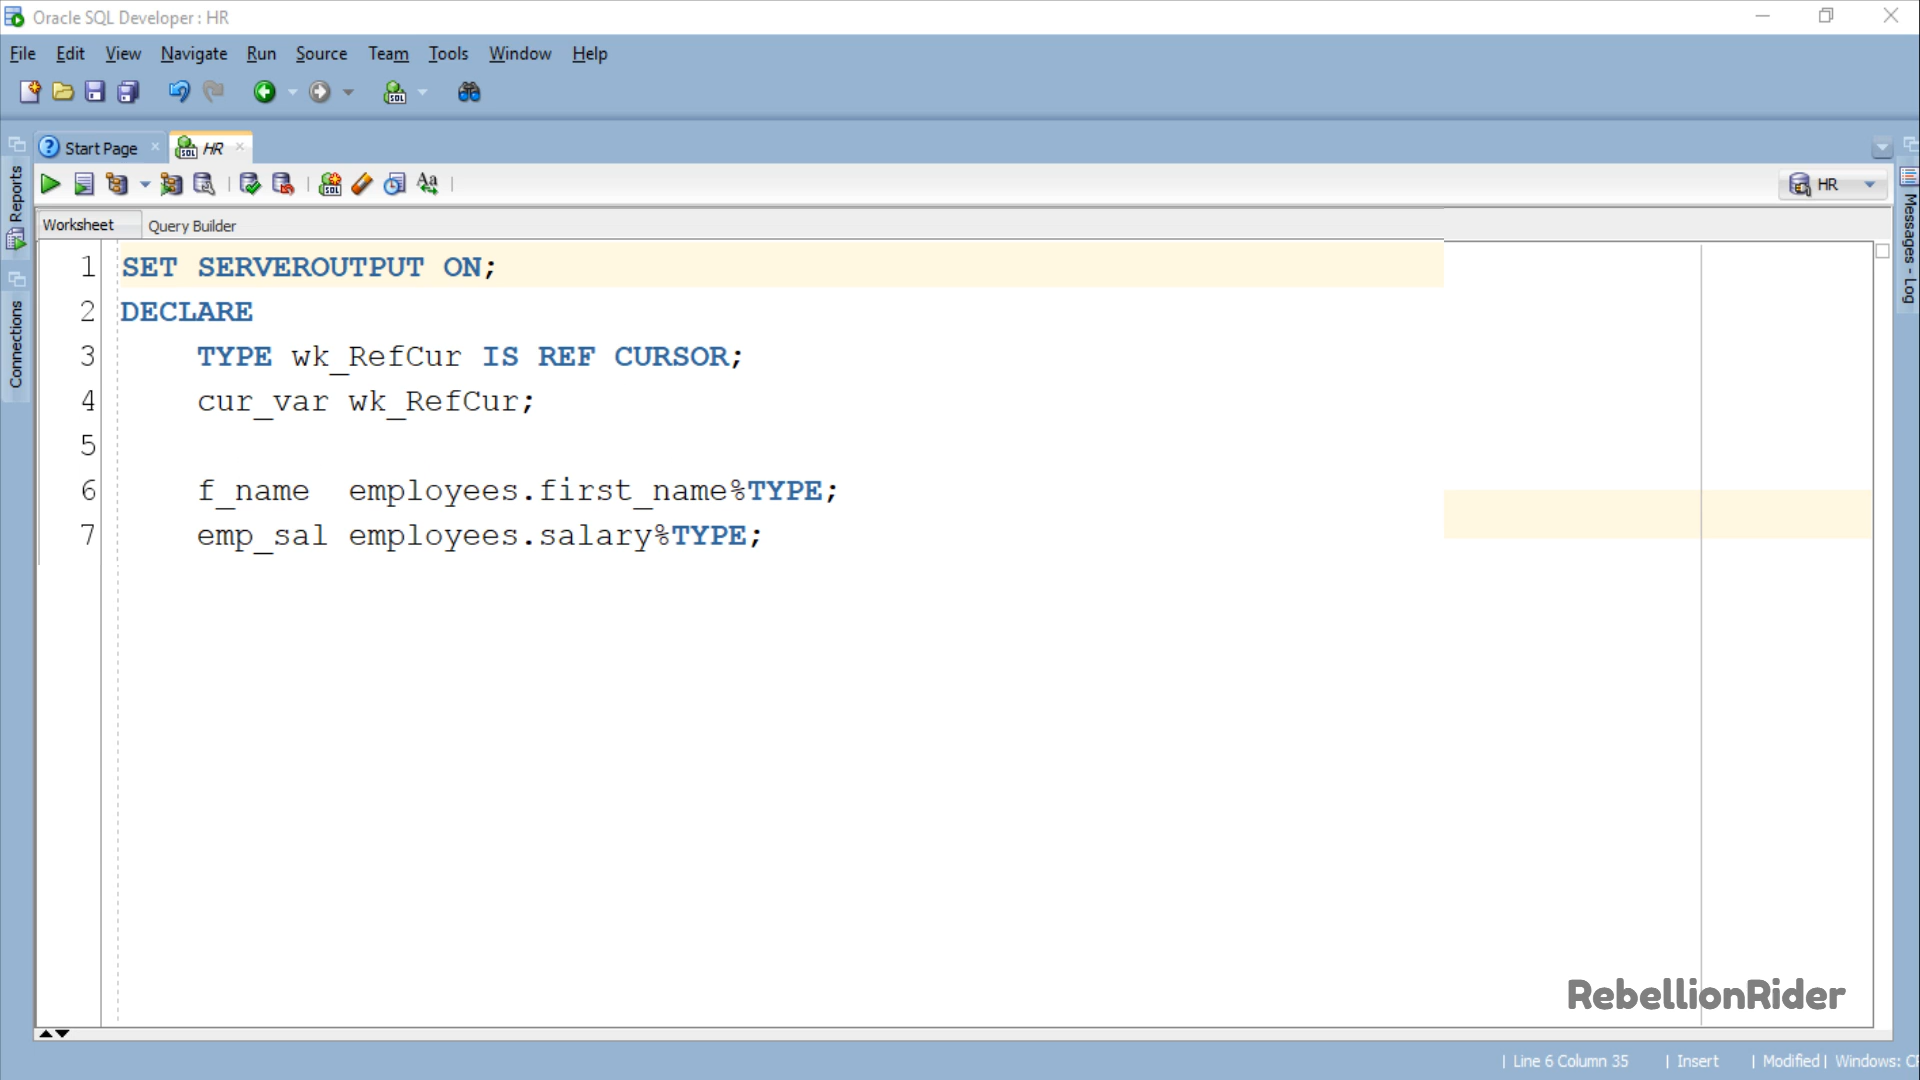 Oracle SQL Developer : HR
File Edit View Navigate Run Source Team Tools Window Help
Start Page HR
Reports
Connections
Messages - Log
HR
Worksheet Query Builder
1 SET SERVEROUTPUT ON;
2 DECLARE
3 TYPE wk_RefCur IS REF CURSOR;
4 cur_var wk_RefCur;
5
6 f_name employees.first_name%TYPE;
7 emp_sal employees.salary%TYPE;
RebellionRider
| Line 6 Column 35 | Insert | Modified | Windows: